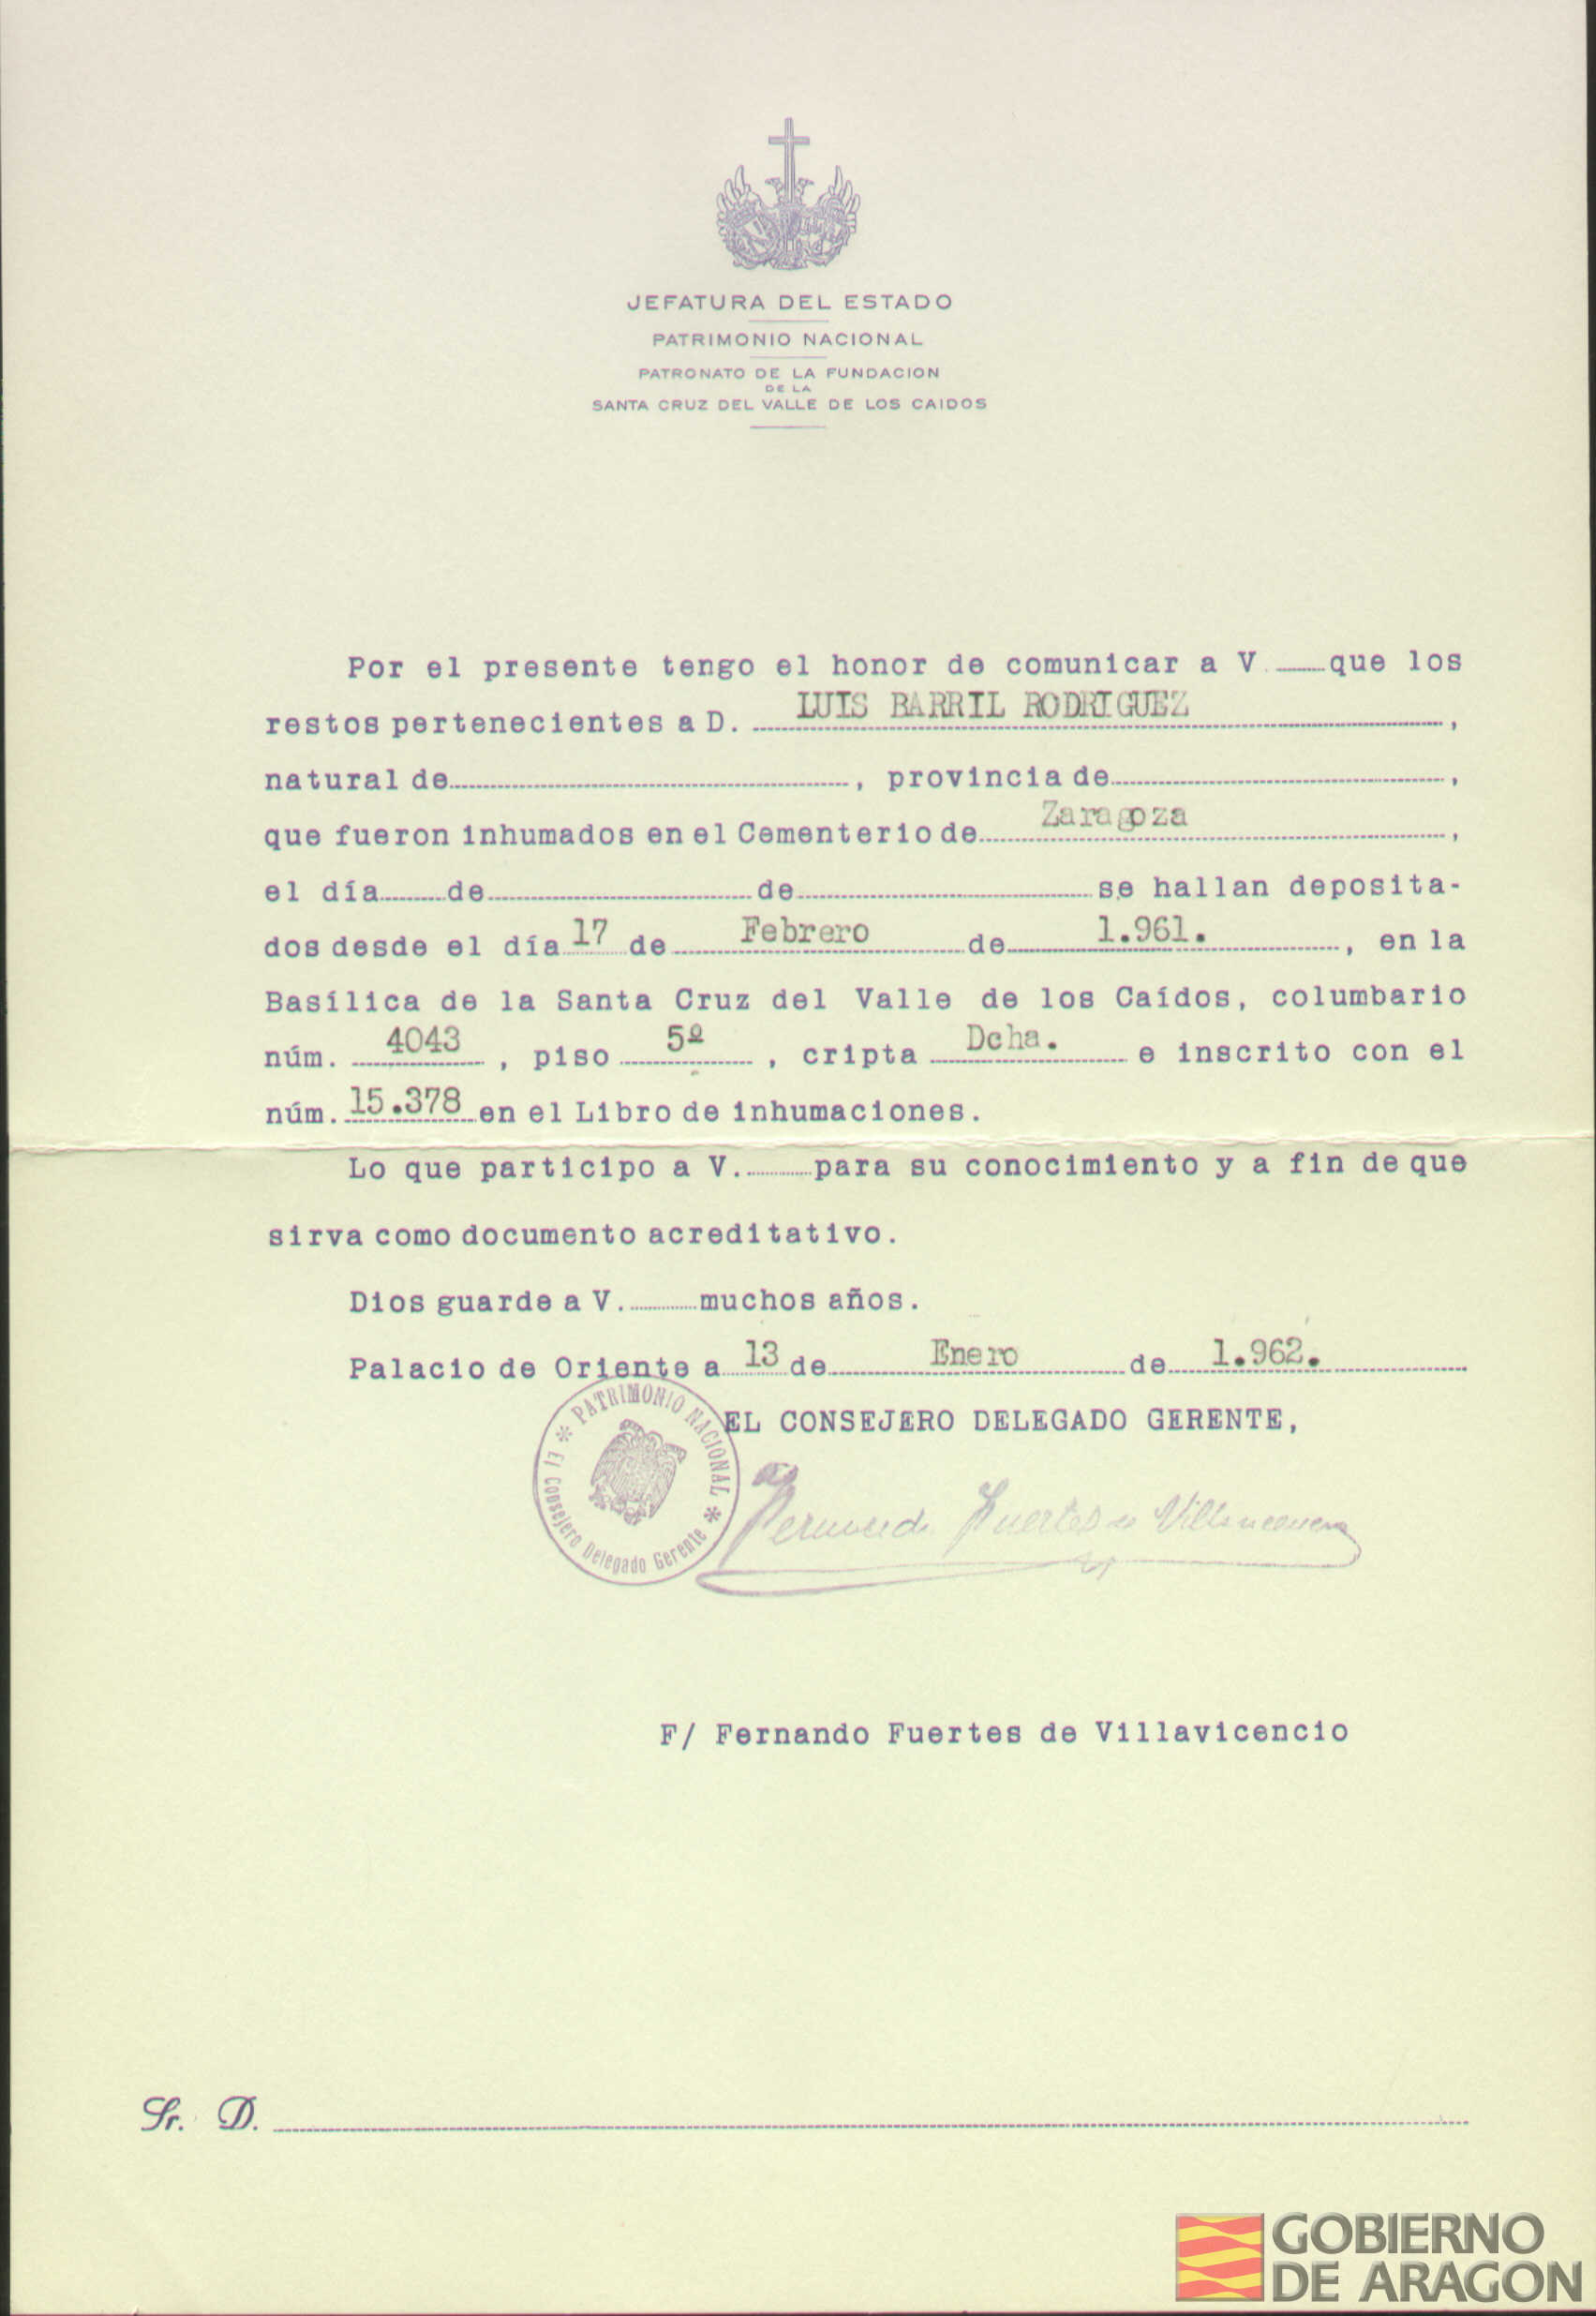 JEFATURA DEL ESTADO
PATRIMONIO NACIONAL
PATRONATO DE LA FUNDACION
DE LA
SANTA CRUZ DEL VALLE DE LOS CAIDOS
Por el presente tengo el honor de comunicar a V ......... que los
restos pertenecientes a D. LUIS BARRIL RODRIGUEZ,
natural de ........................, provincia de ........................,
que fueron inhumados en el Cementerio de Zaragoza,
el día ......... de ........................ de ........................ se hallan deposita-
dos desde el día 17 de Febrero de 1.961. , en la
Basílica de la Santa Cruz del Valle de los Caídos, columbario
núm. 4043, piso 5º, cripta Dcha. e inscrito con el
núm. 15.378 en el Libro de inhumaciones.
Lo que participo a V. ......... para su conocimiento y a fin de que
sirva como documento acreditativo.
Dios guarde a V. ......... muchos años.
Palacio de Oriente a 13 de Enero de 1.962.
EL CONSEJERO DELEGADO GERENTE,
* PATRIMONIO NACIONAL *
El Consejero Delegado Gerente
Fernando Fuertes de Villavicencio
F/ Fernando Fuertes de Villavicencio
Sr. D. ........................
GOBIERNO
DE ARAGON